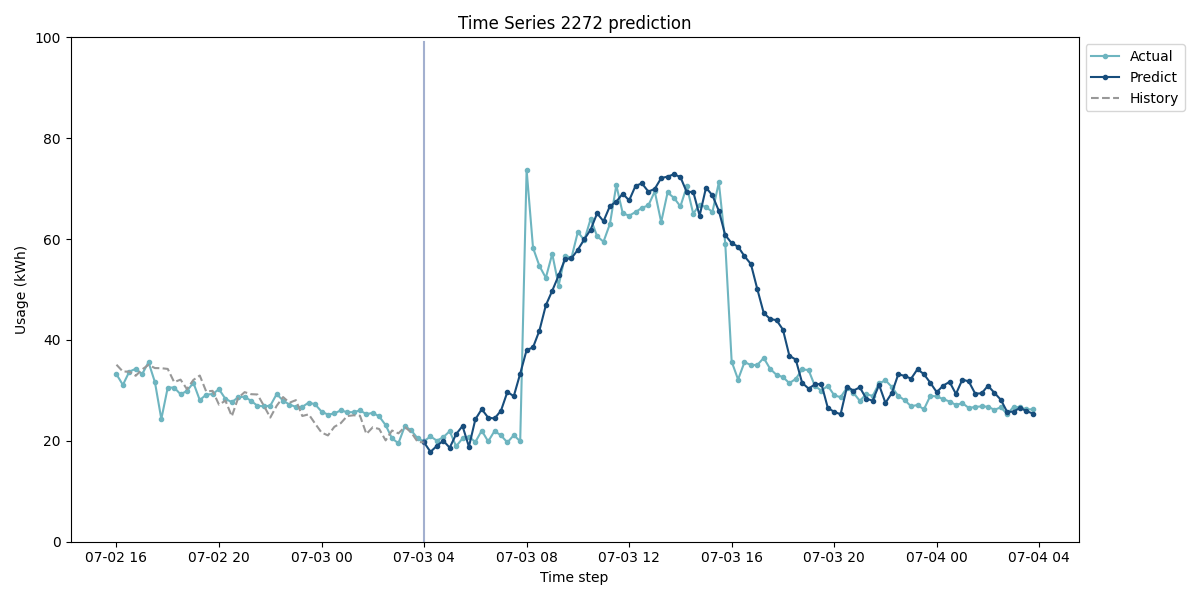 Time Series 2272 prediction
100
80
60
40
20
0
Usage (kWh)
07-02 16 07-02 20 07-03 00 07-03 04 07-03 08 07-03 12 07-03 16 07-03 20 07-04 00 07-04 04
Time step
Actual
Predict
History